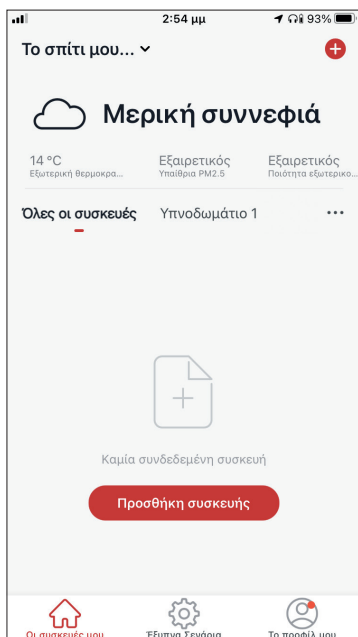 2:54 μμ 93%
Το σπίτι μου...
Μερική συννεφιά
14 °C Εξαιρετικός Εξαιρετικός
Εξωτερική θερμοκρα... Υπαίθρια PM2.5 Ποιότητα εξωτερικο...
Όλες οι συσκευές Υπνοδωμάτιο 1
Καμία συνδεδεμένη συσκευή
Προσθήκη συσκευής
Οι συσκευές μου Έξυπνα Σενάρια Το προφίλ μου